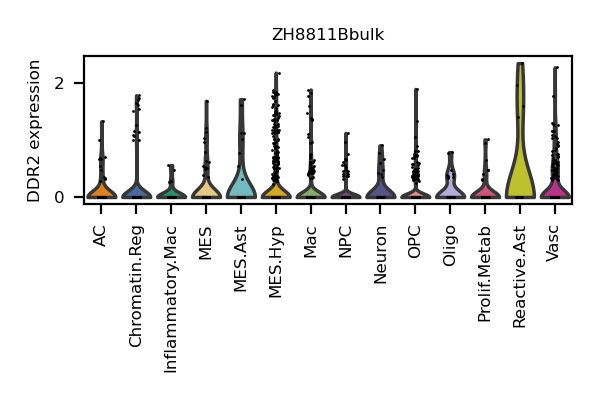 ZH8811Bbulk
DDR2 expression
2
0
AC
Chromatin.Reg
Inflammatory.Mac
MES
MES.Ast
MES.Hyp
Mac
NPC
Neuron
OPC
Oligo
Prolif.Metab
Reactive.Ast
Vasc